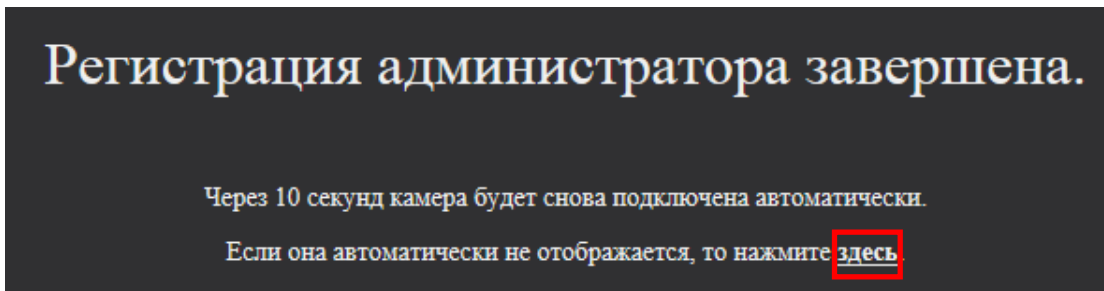 Регистрация администратора завершена.
Через 10 секунд камера будет снова подключена автоматически.
Если она автоматически не отображается, то нажмите здесь.